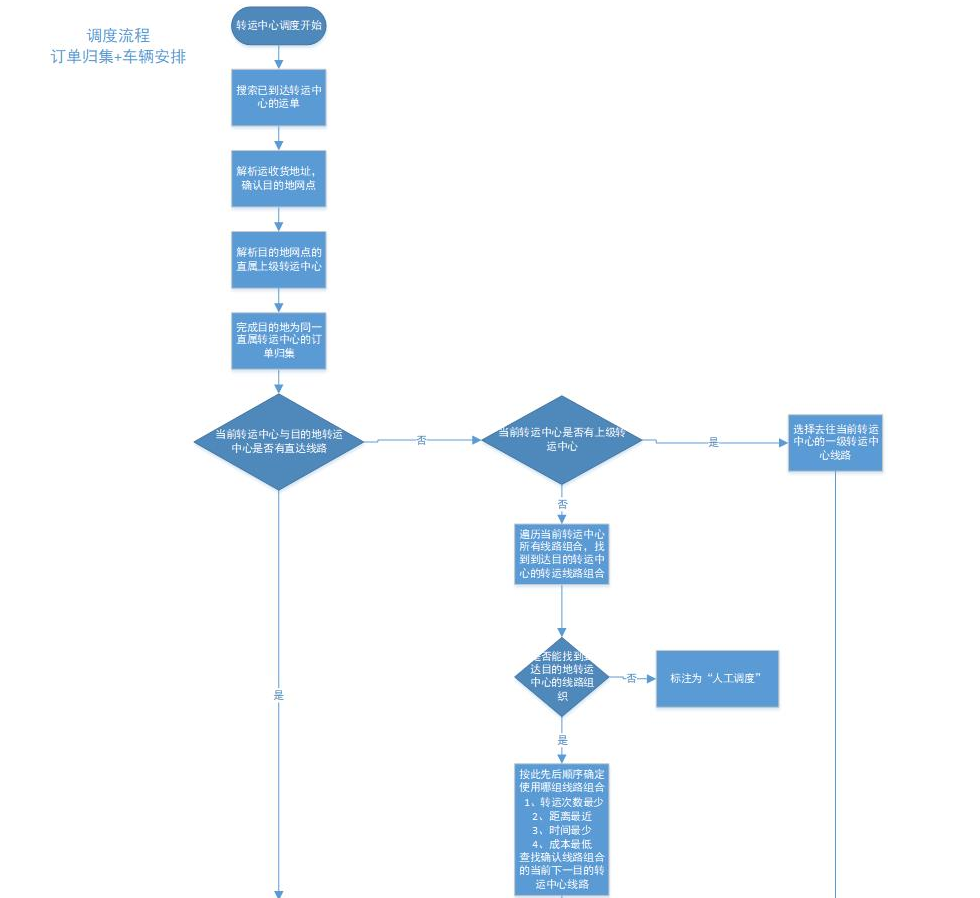 转运中心调度开始
调度流程
订单归集+车辆安排
搜索已到达转运中
心的运单
解析运收货地址，
确认目的地网点
解析目的地网点的
直属上级转运中心
完成目的地为同一
直属转运中心的订
单归集
当前转运中心与目的地转运
中心是否有直达线路
否
当前转运中心是否有上级转
运中心
是
选择去往当前转运
中心的一级转运中
心线路
否
遍历当前转运中心
所有线路组合，找
到到达目的转运中
心的转运线路组合
是否能找到到
达目的地转运
中心的线路组
织
否
标注为“人工调度”
是
是
按此先后顺序确定
使用哪组线路组合
1、转运次数最少
2、距离最近
3、时间最少
4、成本最低
查找确认线路组合
的当前下一目的转
运中心线路